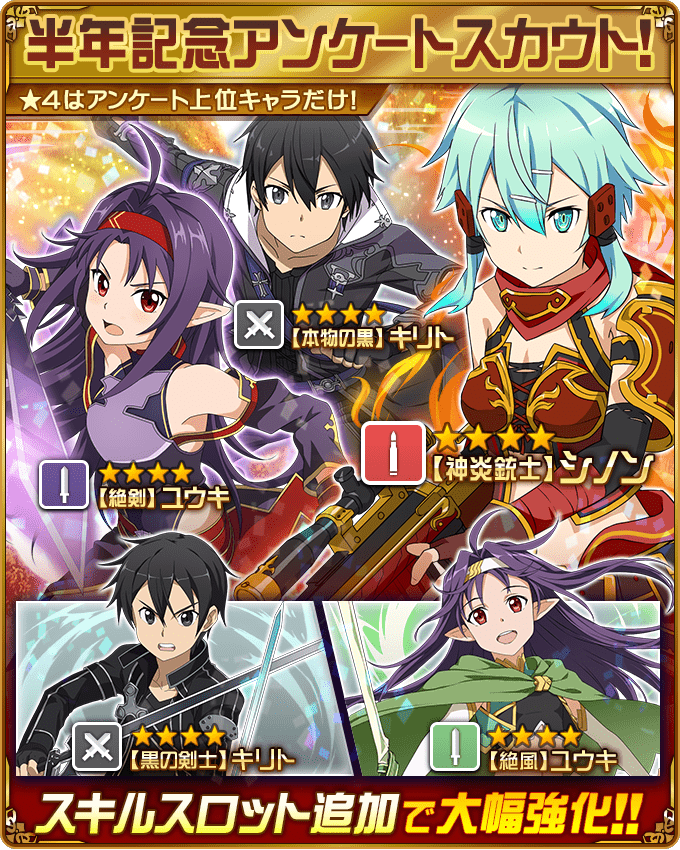 半年記念アンケートスカウト!
★4はアンケート上位キャラだけ!
★★★★
【本物の黒】キリト
★★★★
【神炎銃士】シノン
★★★★
【絶剣】ユウキ
★★★★
【黒の剣士】キリト
★★★★
【絶風】ユウキ
スキルスロット追加で大幅強化!!